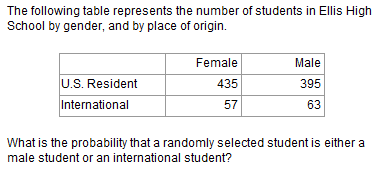 The following table represents the number of students in Ellis High
School by gender, and by place of origin.
Female Male
U.S. Resident 435 395
International 57 63
What is the probability that a randomly selected student is either a
male student or an international student?